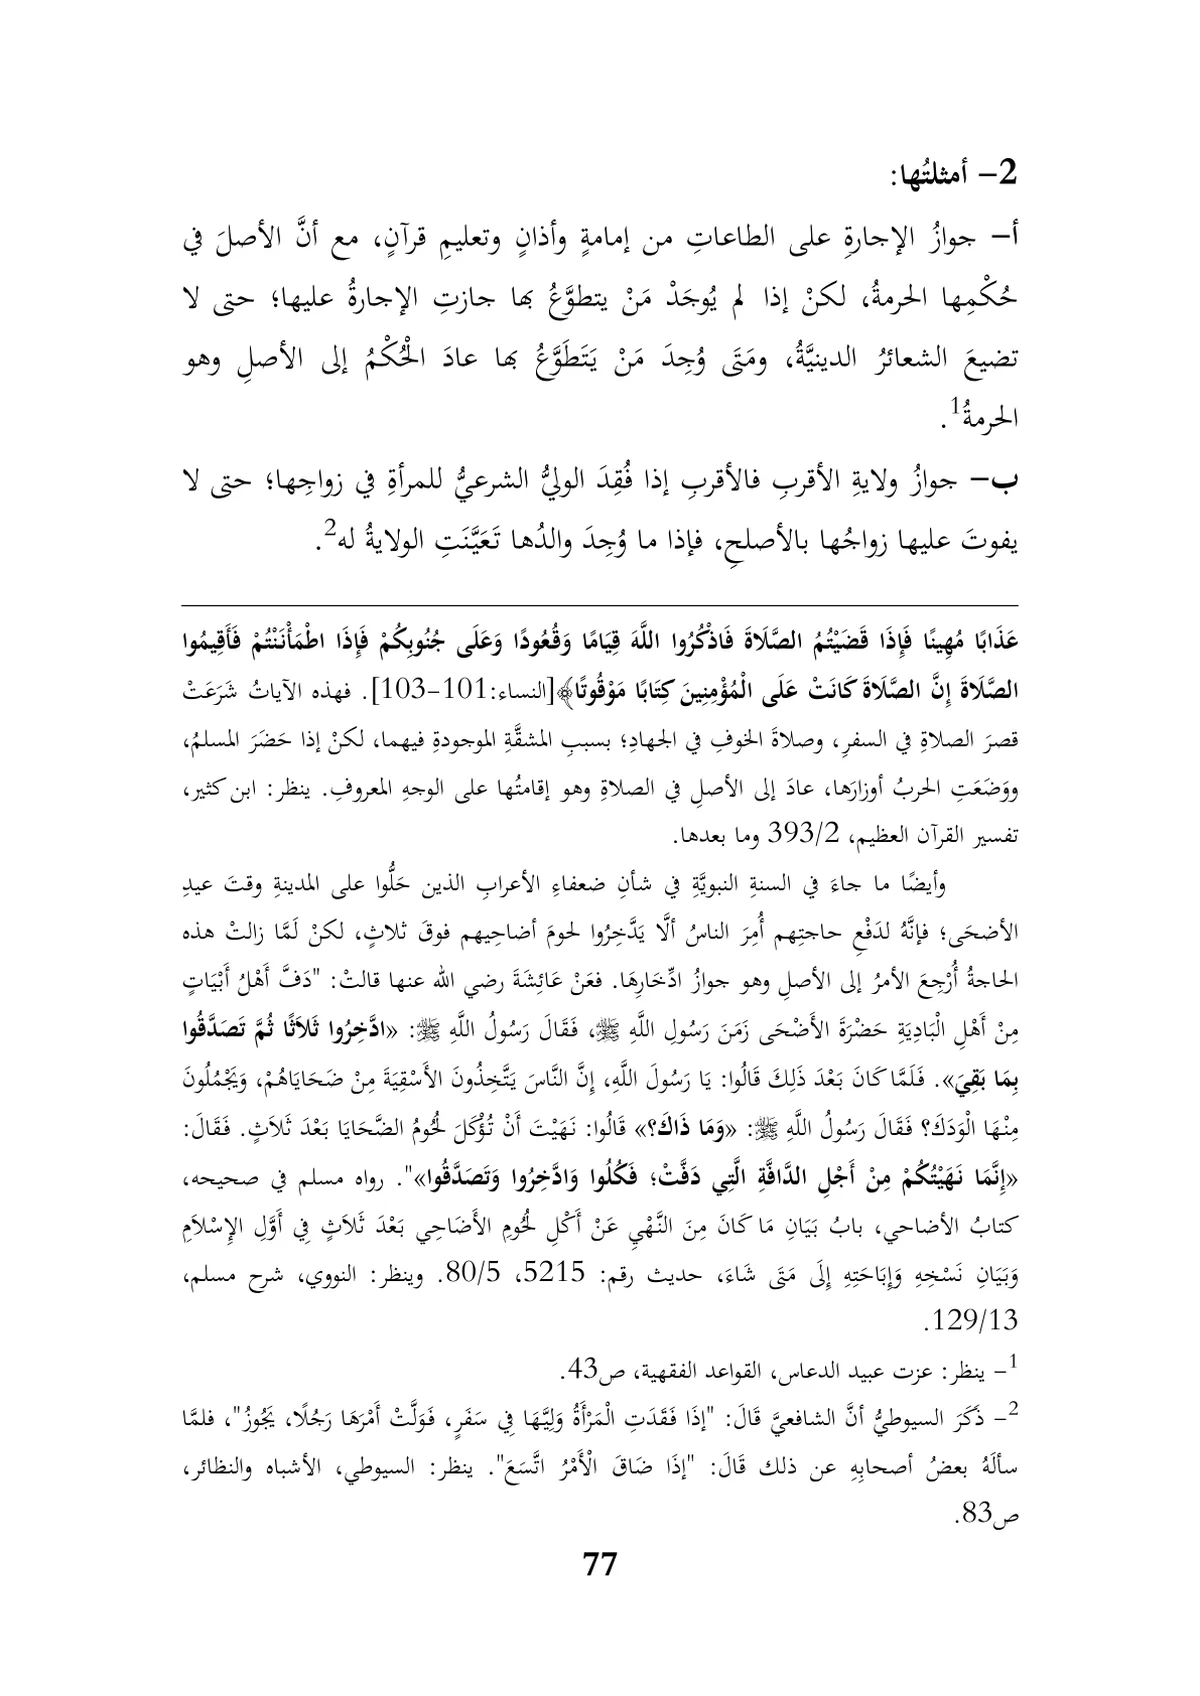 2- أمثلتُها:
أ- جوازُ الإجارةِ على الطاعاتِ من إمامةٍ وأذانٍ وتعليمِ قرآنٍ، مع أنَّ الأصلَ في
حُكْمِها الحرمةُ، لكنْ إذا لم يُوجَدْ مَنْ يتطوَّعُ بها جازتِ الإجارةُ عليها؛ حتى لا
تضيعَ الشعائرُ الدينيَّةُ، ومَتَى وُجِدَ مَنْ يَتَطَوَّعُ بها عادَ الْحُكْمُ إلى الأصلِ وهو
الحرمةُ1.
ب- جوازُ ولايةِ الأقربِ فالأقربِ إذا فُقِدَ الوليُّ الشرعيُّ للمرأةِ في زواجِها؛ حتى لا
يفوتَ عليها زواجُها بالأصلحِ، فإذا ما وُجِدَ والدُها تَعَيَّنَتِ الولايةُ له2.
عَذَابًا مُهِينًا فَإِذَا قَضَيْتُمُ الصَّلَاةَ فَاذْكُرُوا اللَّهَ قِيَامًا وَقُعُودًا وَعَلَى جُنُوبِكُمْ فَإِذَا اطْمَأْنَنْتُمْ فَأَقِيمُوا
الصَّلَاةَ إِنَّ الصَّلَاةَ كَانَتْ عَلَى الْمُؤْمِنِينَ كِتَابًا مَوْقُوتًا﴾[النساء:101-103]. فهذه الآياتُ شَرَعَتْ
قصرَ الصلاةِ في السفرِ، وصلاةَ الخوفِ في الجهادِ؛ بسببِ المشقَّةِ الموجودةِ فيهما، لكنْ إذا حَضَرَ المسلمُ،
ووَضَعَتِ الحربُ أوزارَها، عادَ إلى الأصلِ في الصلاةِ وهو إقامتُها على الوجهِ المعروفِ. ينظر: ابن كثير،
تفسير القرآن العظيم، 393/2 وما بعدها.
وأيضًا ما جاءَ في السنةِ النبويَّةِ في شأنِ ضعفاءِ الأعرابِ الذين حَلُّوا على المدينةِ وقتَ عيدِ
الأضحَى؛ فإنَّهُ لدَفْعِ حاجتِهم أُمِرَ الناسُ ألَّا يَدَّخِرُوا لحومَ أضاحِيهم فوقَ ثلاثٍ، لكنْ لَمَّا زالتْ هذه
الحاجةُ أُرْجِعَ الأمرُ إلى الأصلِ وهو جوازُ ادِّخَارِهَا. فعَنْ عَائِشَةَ رضي الله عنها قالتْ: "دَفَّ أَهْلُ أَبْيَاتٍ
مِنْ أَهْلِ الْبَادِيَةِ حَضْرَةَ الأَضْحَى زَمَنَ رَسُولِ اللَّهِ ﷺ، فَقَالَ رَسُولُ اللَّهِ ﷺ: «ادَّخِرُوا ثَلاَثًا ثُمَّ تَصَدَّقُوا
بِمَا بَقِيَ». فَلَمَّا كَانَ بَعْدَ ذَلِكَ قَالُوا: يَا رَسُولَ اللَّهِ، إِنَّ النَّاسَ يَتَّخِذُونَ الأَسْقِيَةَ مِنْ ضَحَايَاهُمْ، وَيَجْمُلُونَ
مِنْهَا الْوَدَكَ؟ فَقَالَ رَسُولُ اللَّهِ ﷺ: «وَمَا ذَاكَ؟» قَالُوا: نَهَيْتَ أَنْ تُؤْكَلَ لُحُومُ الضَّحَايَا بَعْدَ ثَلاَثٍ. فَقَالَ:
«إِنَّمَا نَهَيْتُكُمْ مِنْ أَجْلِ الدَّافَّةِ الَّتِي دَفَّتْ؛ فَكُلُوا وَادَّخِرُوا وَتَصَدَّقُوا»". رواه مسلم في صحيحه،
كتابُ الأضاحي، بابُ بَيَانِ مَا كَانَ مِنَ النَّهْيِ عَنْ أَكْلِ لُحُومِ الأَضَاحِي بَعْدَ ثَلاَثٍ فِي أَوَّلِ الإِسْلاَمِ
وَبَيَانِ نَسْخِهِ وَإِبَاحَتِهِ إِلَى مَتَى شَاءَ، حديث رقم: 5215، 80/5. وينظر: النووي، شرح مسلم،
129/13.
1- ينظر: عزت عبيد الدعاس، القواعد الفقهية، ص43.
2- ذَكَرَ السيوطيُّ أنَّ الشافعيَّ قَالَ: "إذَا فَقَدَتِ الْمَرْأَةُ وَلِيَّهَا فِي سَفَرٍ، فَوَلَّتْ أَمْرَهَا رَجُلًا، يَجُوزُ"، فلمَّا
سألَهُ بعضُ أصحابِهِ عن ذلك قَالَ: "إذَا ضَاقَ الْأَمْرُ اتَّسَعَ". ينظر: السيوطي، الأشباه والنظائر،
ص83.
77